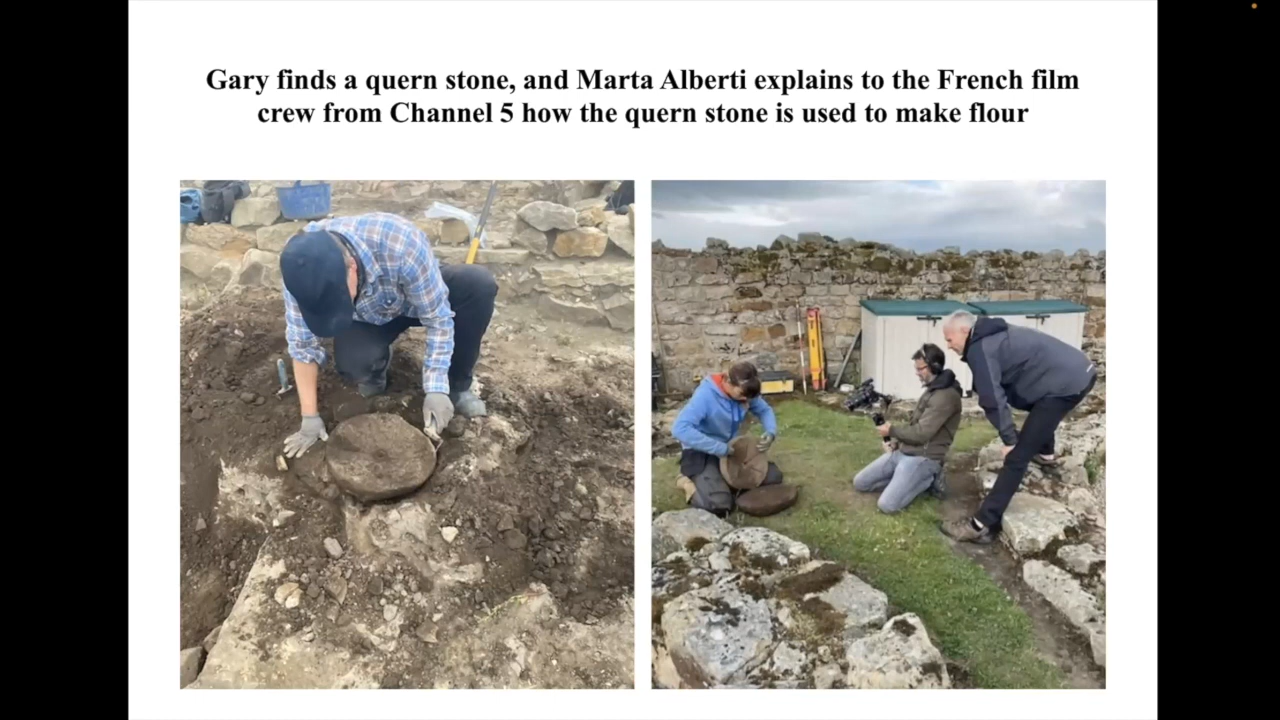 Gary finds a quern stone, and Marta Alberti explains to the French film
crew from Channel 5 how the quern stone is used to make flour